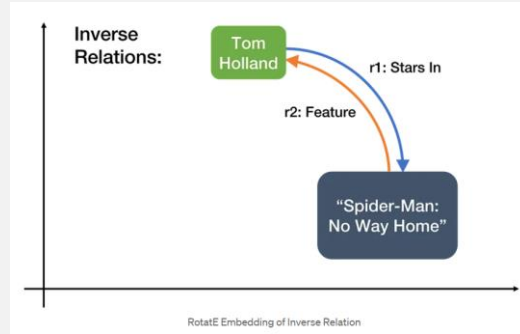 Inverse
Relations:
Tom
Holland
r1: Stars In
r2: Feature
“Spider-Man:
No Way Home”
RotatE Embedding of Inverse Relation